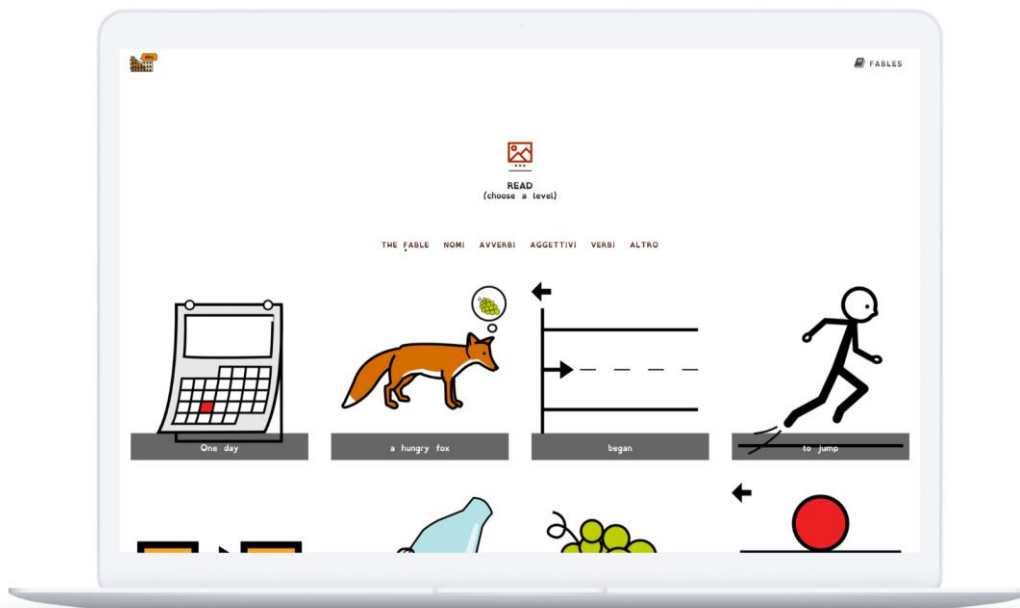 FABLES
READ
(choose a level)
THE FABLE NOMI AVVERBI AGGETTIVI VERBI ALTRO
One day
a hungry fox
began
to jump